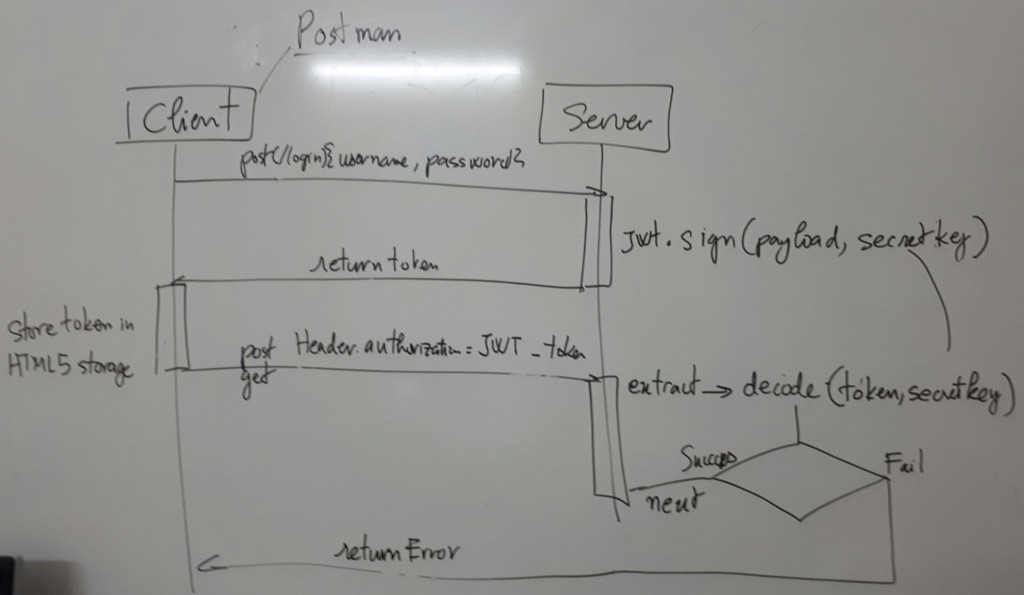 Postman
Client
Server
post(/login){username, password}
Jwt.sign(payload, secretkey)
return token
Store token in
HTML5 storage
post
get
Header.authorization = JWT_token
extract → decode (token, secretkey)
Success
Fail
next
return Error